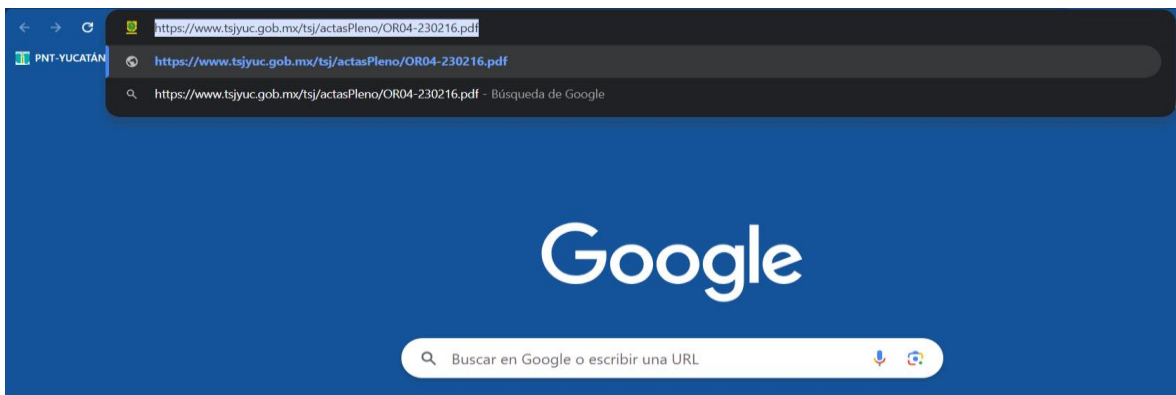 https://www.tsjyuc.gob.mx/tsj/actasPleno/OR04-230216.pdf
PNT-YUCATÁN
https://www.tsjyuc.gob.mx/tsj/actasPleno/OR04-230216.pdf
https://www.tsjyuc.gob.mx/tsj/actasPleno/OR04-230216.pdf - Búsqueda de Google
Google
Buscar en Google o escribir una URL